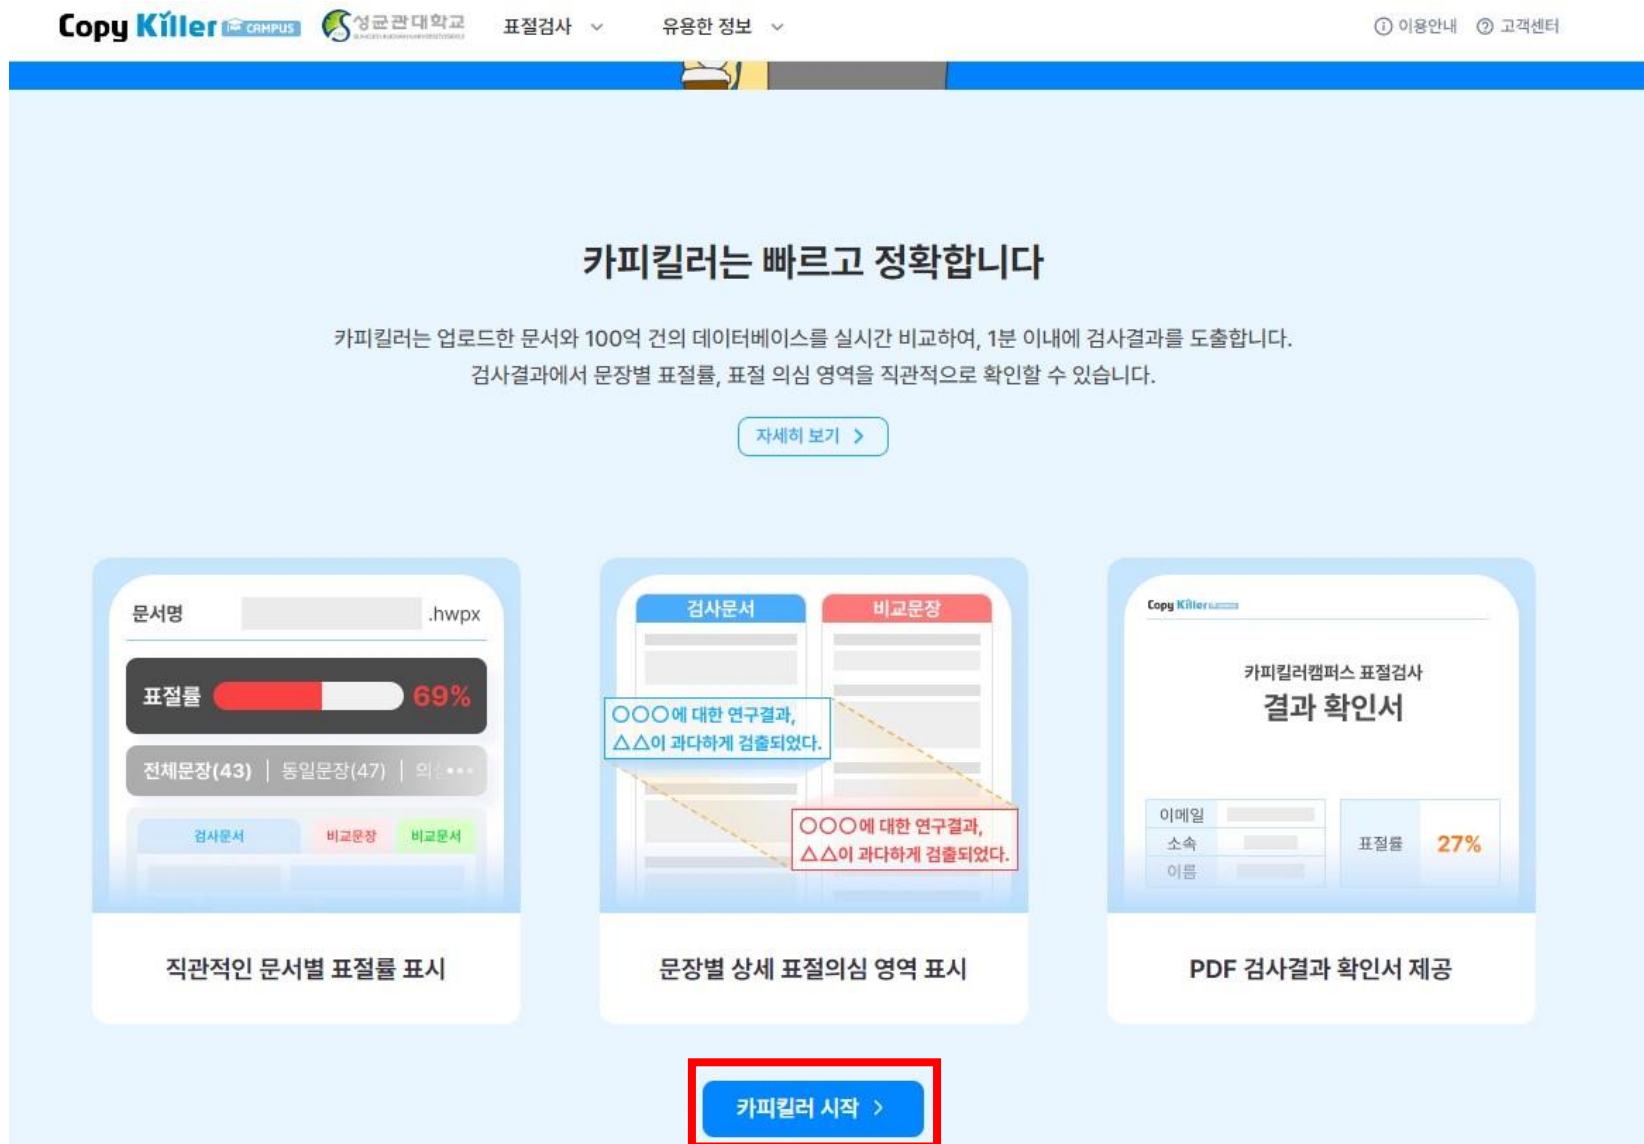 Copy Killer CAMPUS 성균관대학교 표절검사 유용한 정보 이용안내 고객센터
카피킬러는 빠르고 정확합니다
카피킬러는 업로드한 문서와 100억 건의 데이터베이스를 실시간 비교하여, 1분 이내에 검사결과를 도출합니다.
검사결과에서 문장별 표절률, 표절 의심 영역을 직관적으로 확인할 수 있습니다.
자세히 보기 >
문서명 .hwpx
표절률 69%
전체문장(43) | 동일문장(47) | 의
검사문서 비교문장 비교문서
직관적인 문서별 표절률 표시
검사문서 비교문장
○○○에 대한 연구결과,
△△이 과다하게 검출되었다.
○○○에 대한 연구결과,
△△이 과다하게 검출되었다.
문장별 상세 표절의심 영역 표시
Copy Killer
카피킬러캠퍼스 표절검사
결과 확인서
이메일
소속
이름
표절률 27%
PDF 검사결과 확인서 제공
카피킬러 시작 >